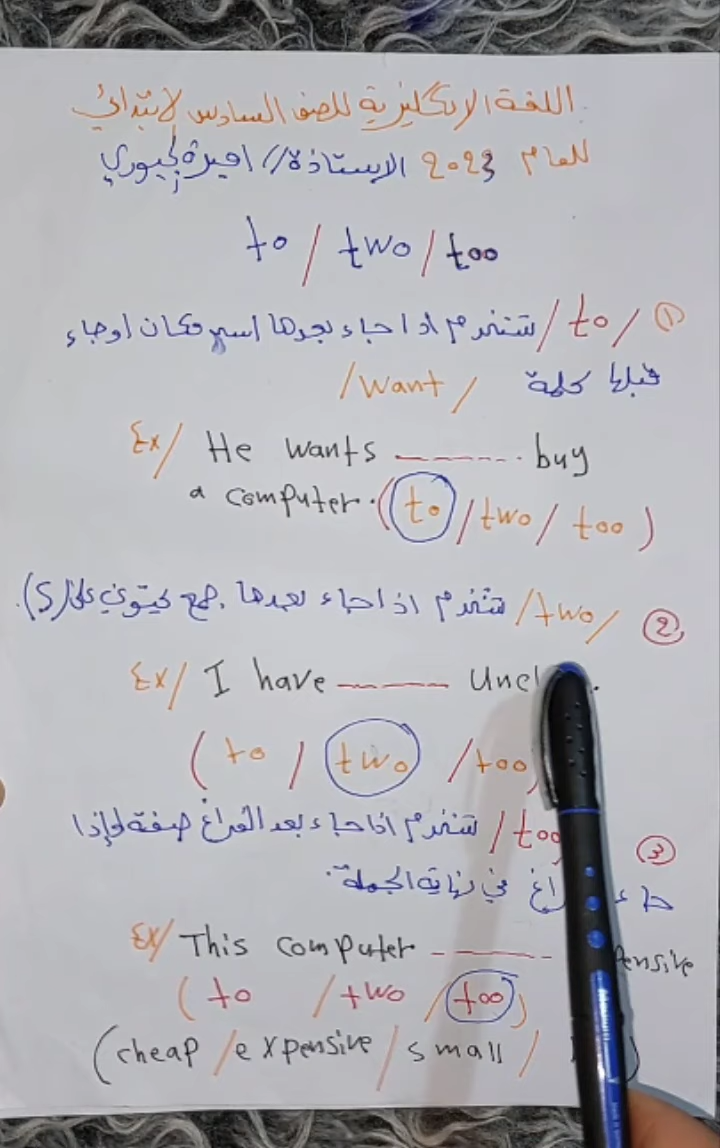 اللغة الانكليزية للصف السادس الابتدائي
للعام 2023 الاستاذة// اميرة الجبوري
to / two / too
① /to/ تستخدم اذا جاء بعدها اسم مكان او جاء
قبلها كلمة /want/
Ex/ He wants ------- buy
a computer. (to / two / too)
② /two/ تستخدم اذا جاء بعدها جمع يحتوي على (s).
Ex/ I have ------- Uncl
(to / two / too)
③ /too تستخدم اذا جاء بعد الفراغ صفة واذا
جاء في نهاية الجملة.
Ex/ This computer ------- pensive
(to / two / too)
(cheap / expensive / small /